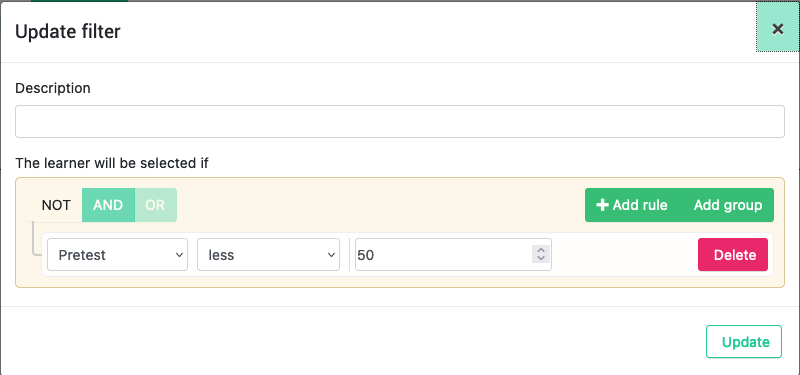 Update filter
×
Description
The learner will be selected if
NOT AND OR + Add rule Add group
Pretest less 50 Delete
Update